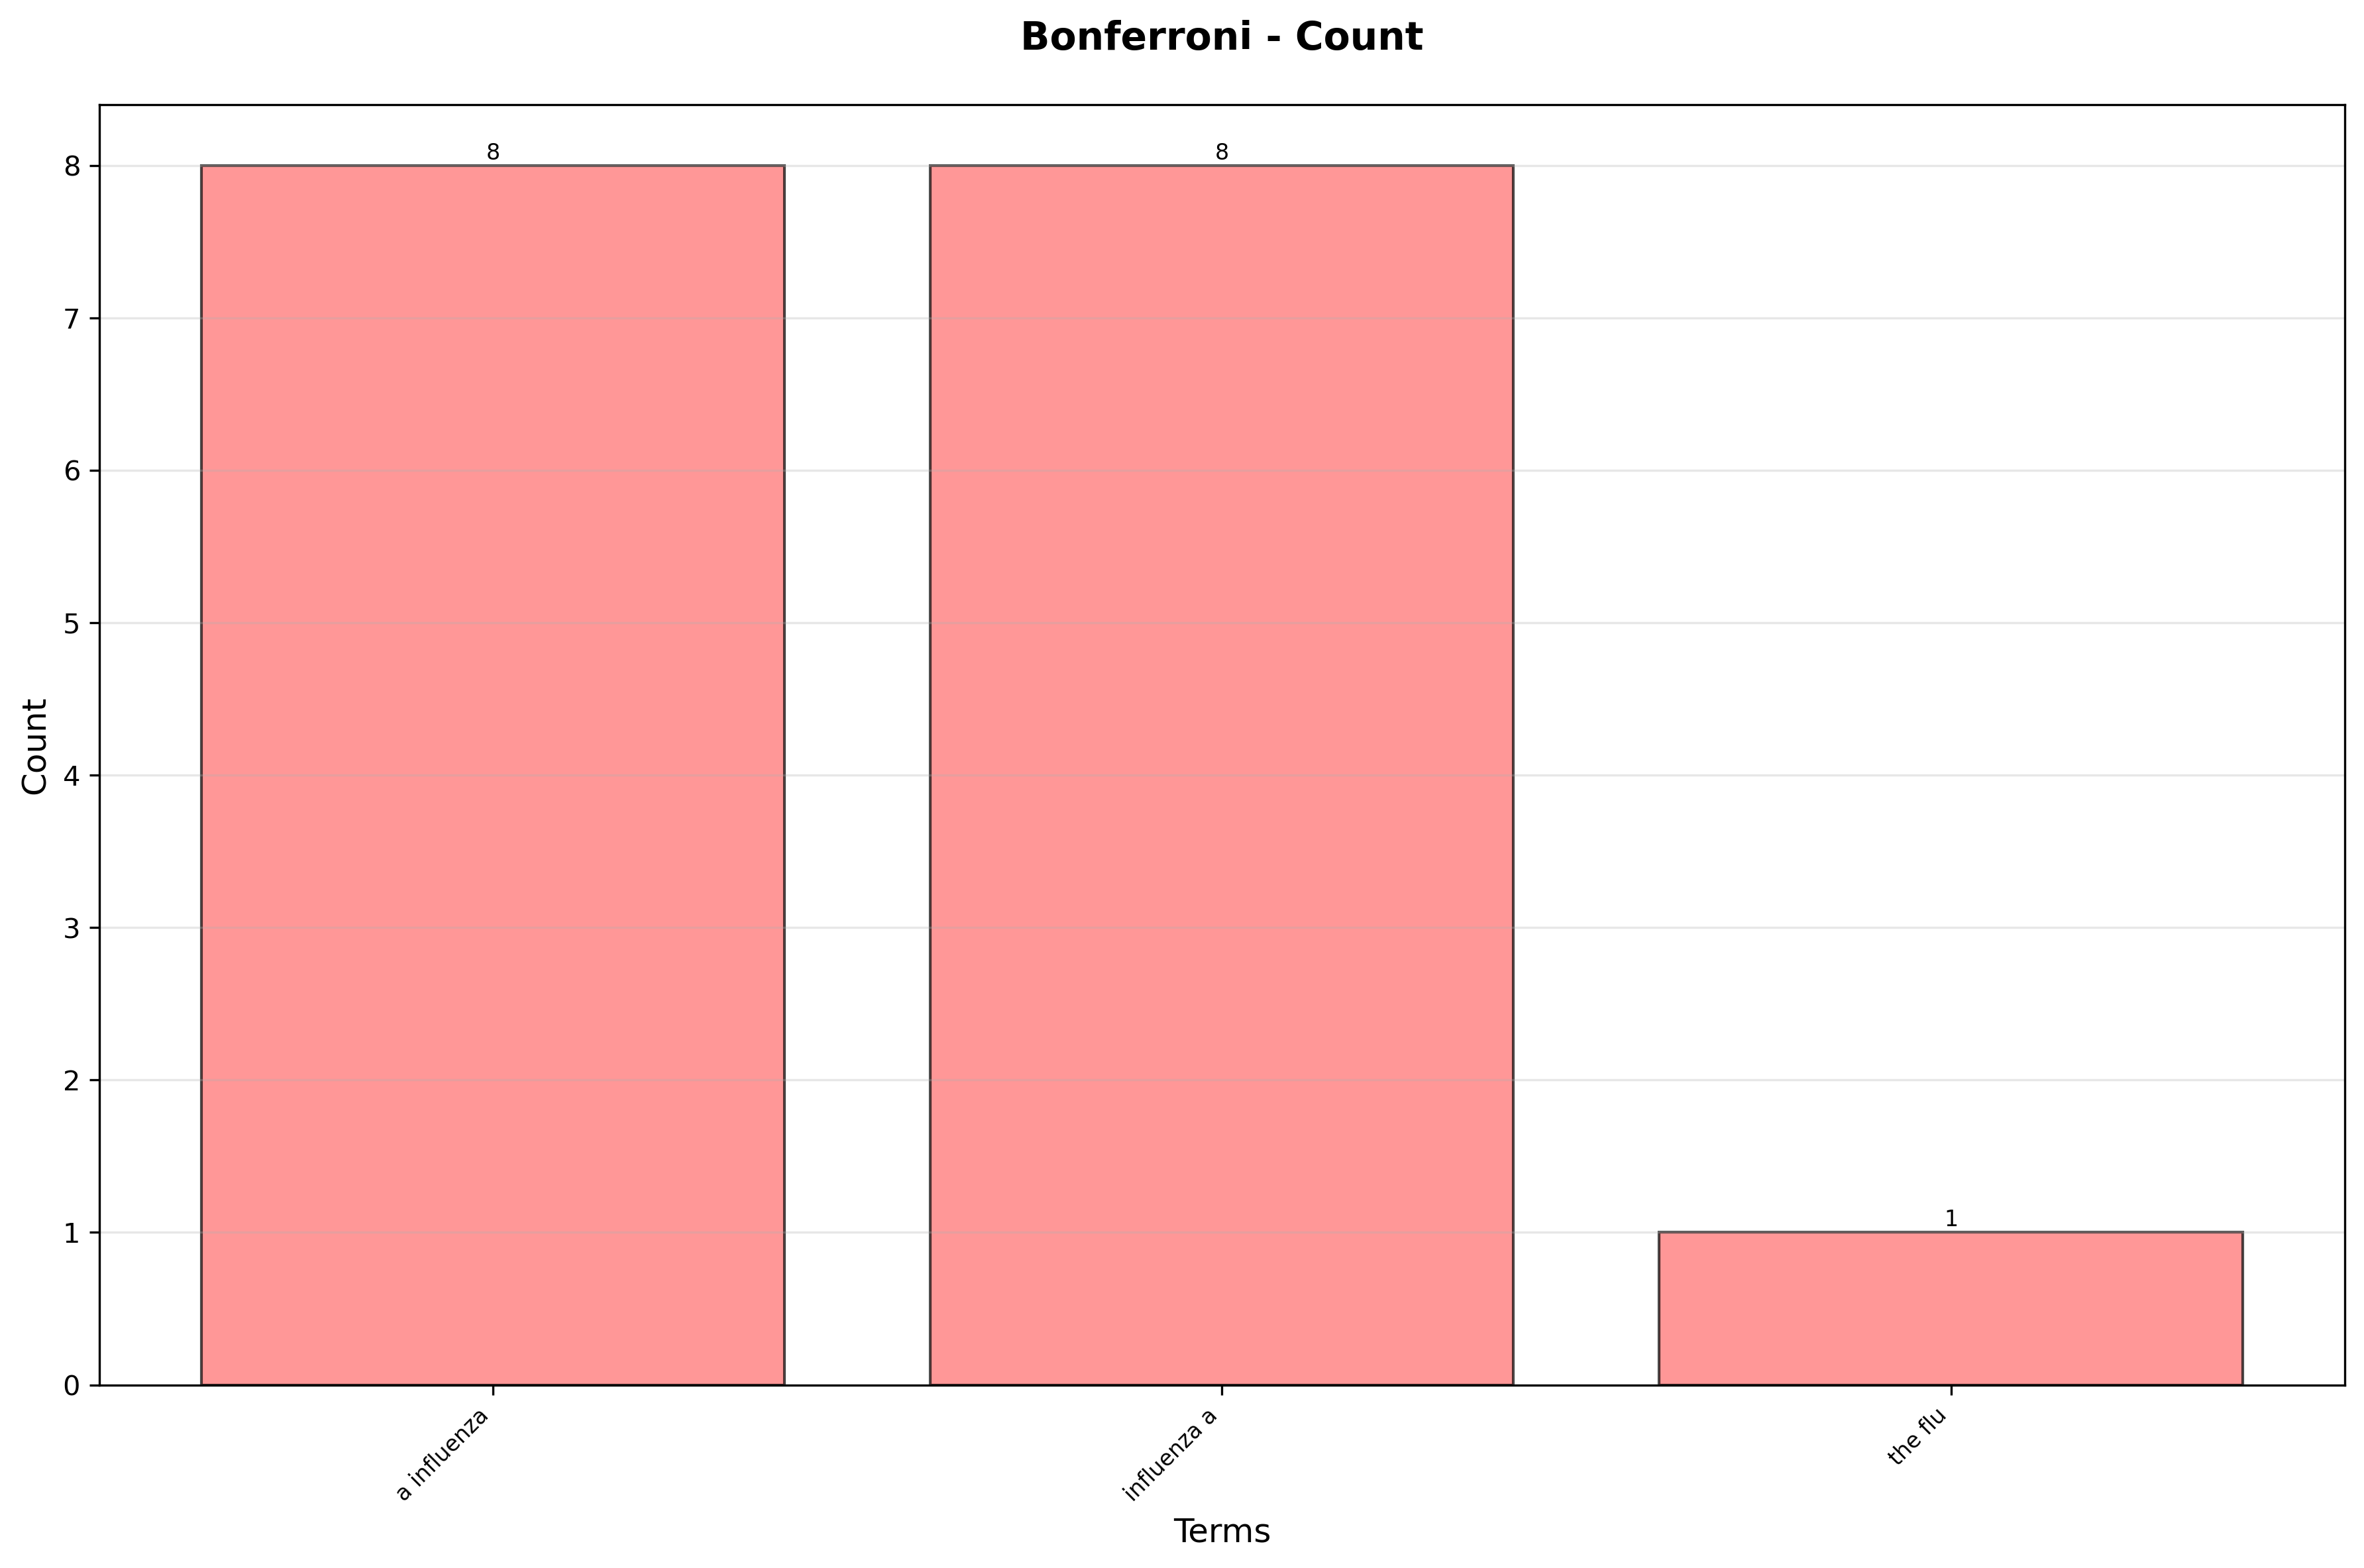 Bonferroni - Count
8
8
8
7
6
5
4
3
2
1
1
0
Count
a influenza
influenza a
the flu
Terms